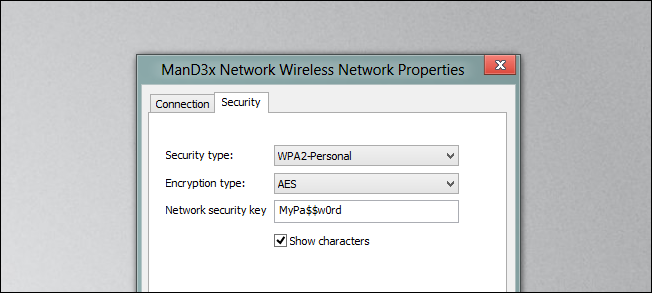 ManD3x Network Wireless Network Properties
Connection Security
Security type: WPA2-Personal
Encryption type: AES
Network security key MyPa$$w0rd
Show characters